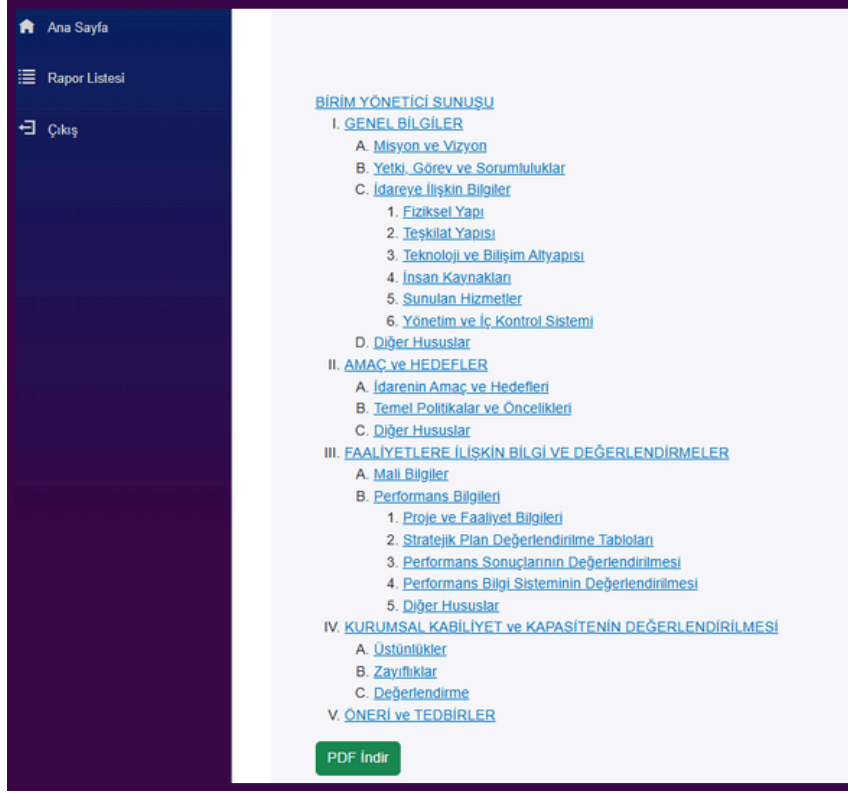 Ana Sayfa
Rapor Listesi
Çıkış
BİRİM YÖNETİCİ SUNUŞU
I. GENEL BİLGİLER
A. Misyon ve Vizyon
B. Yetki, Görev ve Sorumluluklar
C. İdareye İlişkin Bilgiler
1. Fiziksel Yapı
2. Teşkilat Yapısı
3. Teknoloji ve Bilişim Altyapısı
4. İnsan Kaynakları
5. Sunulan Hizmetler
6. Yönetim ve İç Kontrol Sistemi
D. Diğer Hususlar
II. AMAÇ ve HEDEFLER
A. İdarenin Amaç ve Hedefleri
B. Temel Politikalar ve Öncelikleri
C. Diğer Hususlar
III. FAALİYETLERE İLİŞKİN BİLGİ VE DEĞERLENDİRMELER
A. Mali Bilgiler
B. Performans Bilgileri
1. Proje ve Faaliyet Bilgileri
2. Stratejik Plan Değerlendirilme Tabloları
3. Performans Sonuçlarının Değerlendirilmesi
4. Performans Bilgi Sisteminin Değerlendirilmesi
5. Diğer Hususlar
IV. KURUMSAL KABİLİYET ve KAPASİTENİN DEĞERLENDİRİLMESİ
A. Üstünlükler
B. Zayıflıklar
C. Değerlendirme
V. ÖNERİ ve TEDBİRLER
PDF İndir